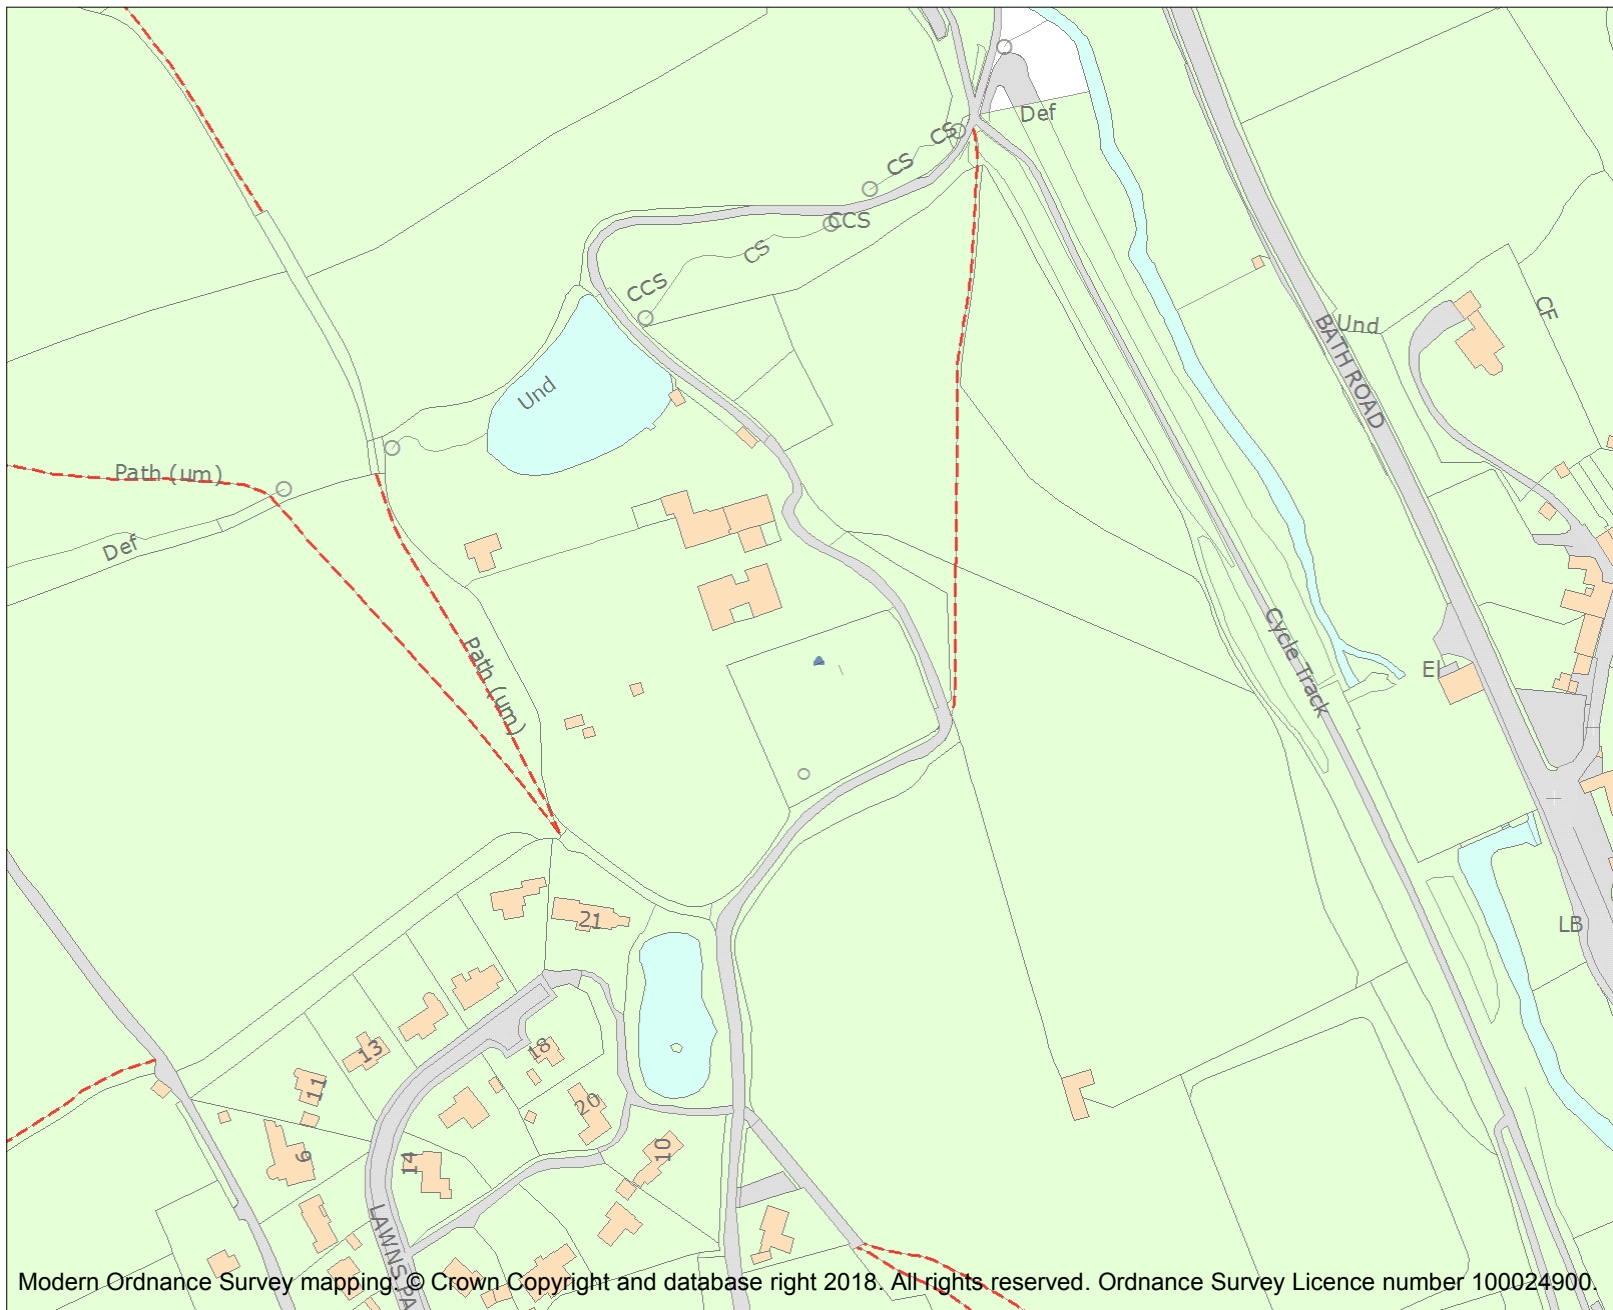 Def
CS
CS
CCS
CS
CCS
Und
CF
BATH ROAD
Und
Path (um)
Def
Path (um)
Cycle Track
El
21
LB
18
13
11
20
10
9
14
LAWNS PA
Modern Ordnance Survey mapping: © Crown Copyright and database right 2018. All rights reserved. Ordnance Survey Licence number 100024900.